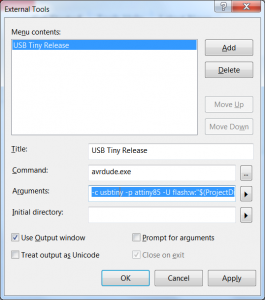 External Tools
Menu contents:
USB Tiny Release
Add
Delete
Move Up
Move Down
Title:
USB Tiny Release
Command:
avrdude.exe
...
Arguments:
-c usbtiny -p attiny85 -U flash:w:"$(ProjectD
Initial directory:
Use Output window
Prompt for arguments
Treat output as Unicode
Close on exit
OK
Cancel
Apply